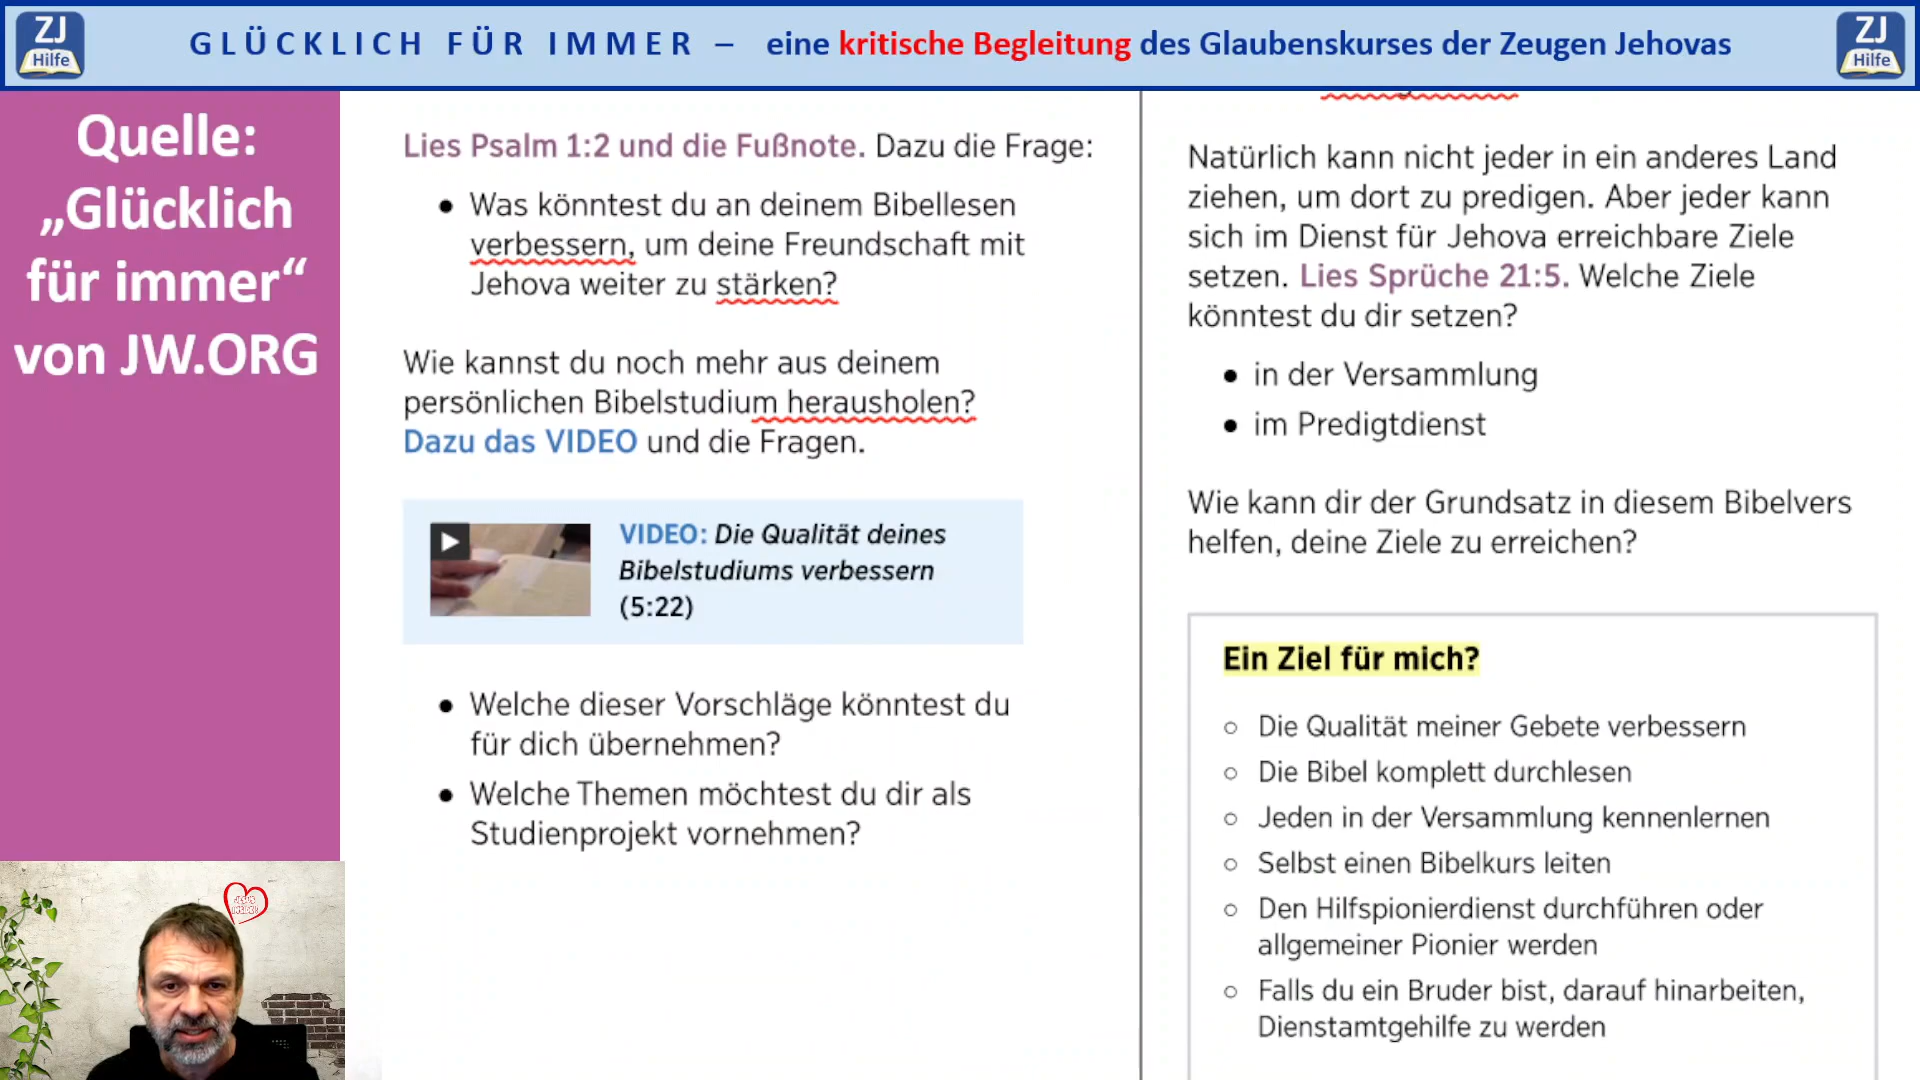 ZJ
Hilfe
GLÜCKLICH FÜR IMMER – eine kritische Begleitung des Glaubenskurses der Zeugen Jehovas
ZJ
Hilfe
Quelle:
„Glücklich
für immer“
von JW.ORG
Lies Psalm 1:2 und die Fußnote. Dazu die Frage:
• Was könntest du an deinem Bibellesen
verbessern, um deine Freundschaft mit
Jehova weiter zu stärken?
Wie kannst du noch mehr aus deinem
persönlichen Bibelstudium herausholen?
Dazu das VIDEO und die Fragen.
VIDEO: Die Qualität deines
Bibelstudiums verbessern
(5:22)
• Welche dieser Vorschläge könntest du
für dich übernehmen?
• Welche Themen möchtest du dir als
Studienprojekt vornehmen?
Natürlich kann nicht jeder in ein anderes Land
ziehen, um dort zu predigen. Aber jeder kann
sich im Dienst für Jehova erreichbare Ziele
setzen. Lies Sprüche 21:5. Welche Ziele
könntest du dir setzen?
• in der Versammlung
• im Predigtdienst
Wie kann dir der Grundsatz in diesem Bibelvers
helfen, deine Ziele zu erreichen?
Ein Ziel für mich?
○ Die Qualität meiner Gebete verbessern
○ Die Bibel komplett durchlesen
○ Jeden in der Versammlung kennenlernen
○ Selbst einen Bibelkurs leiten
○ Den Hilfspionierdienst durchführen oder
allgemeiner Pionier werden
○ Falls du ein Bruder bist, darauf hinarbeiten,
Dienstamtgehilfe zu werden